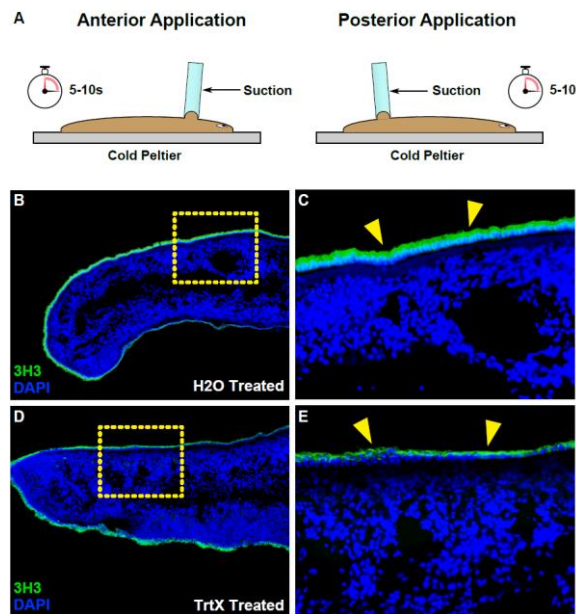 A
Anterior Application
Posterior Application
5-10s
Suction
Suction
5-10
Cold Peltier
Cold Peltier
B
C
3H3
DAPI
H2O Treated
D
E
3H3
DAPI
TrtX Treated